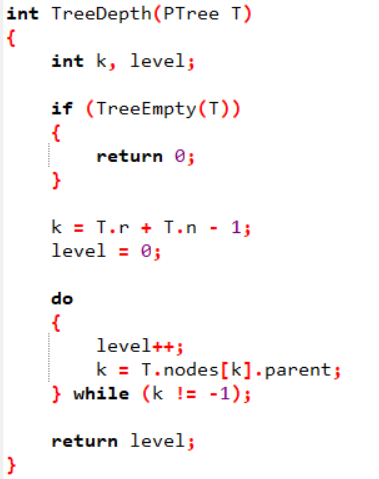 int TreeDepth(PTree T)
{
    int k, level;

    if (TreeEmpty(T))
    {
        return 0;
    }

    k = T.r + T.n - 1;
    level = 0;

    do
    {
        level++;
        k = T.nodes[k].parent;
    } while (k != -1);

    return level;
}